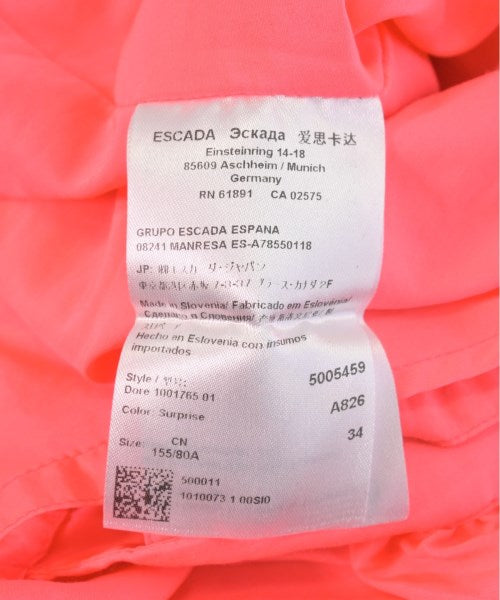 ESCADA Эскада 爱思卡达
Einsteinring 14-18
85609 Aschheim / Munich
Germany
RN 61891 CA 02575
GRUPO ESCADA ESPANA
08241 MANRESA ES-A78550118
JP:
Made in Slovenia/ Fabricado em Eslovénia/
Сделано в Словении/
Hecho en Eslovenia con insumos
importados
Style /
5005459
Dore 1001765 01
A826
Color: Surprise
34
Size: CN
155/80A
500011
1010073 1 00SI0